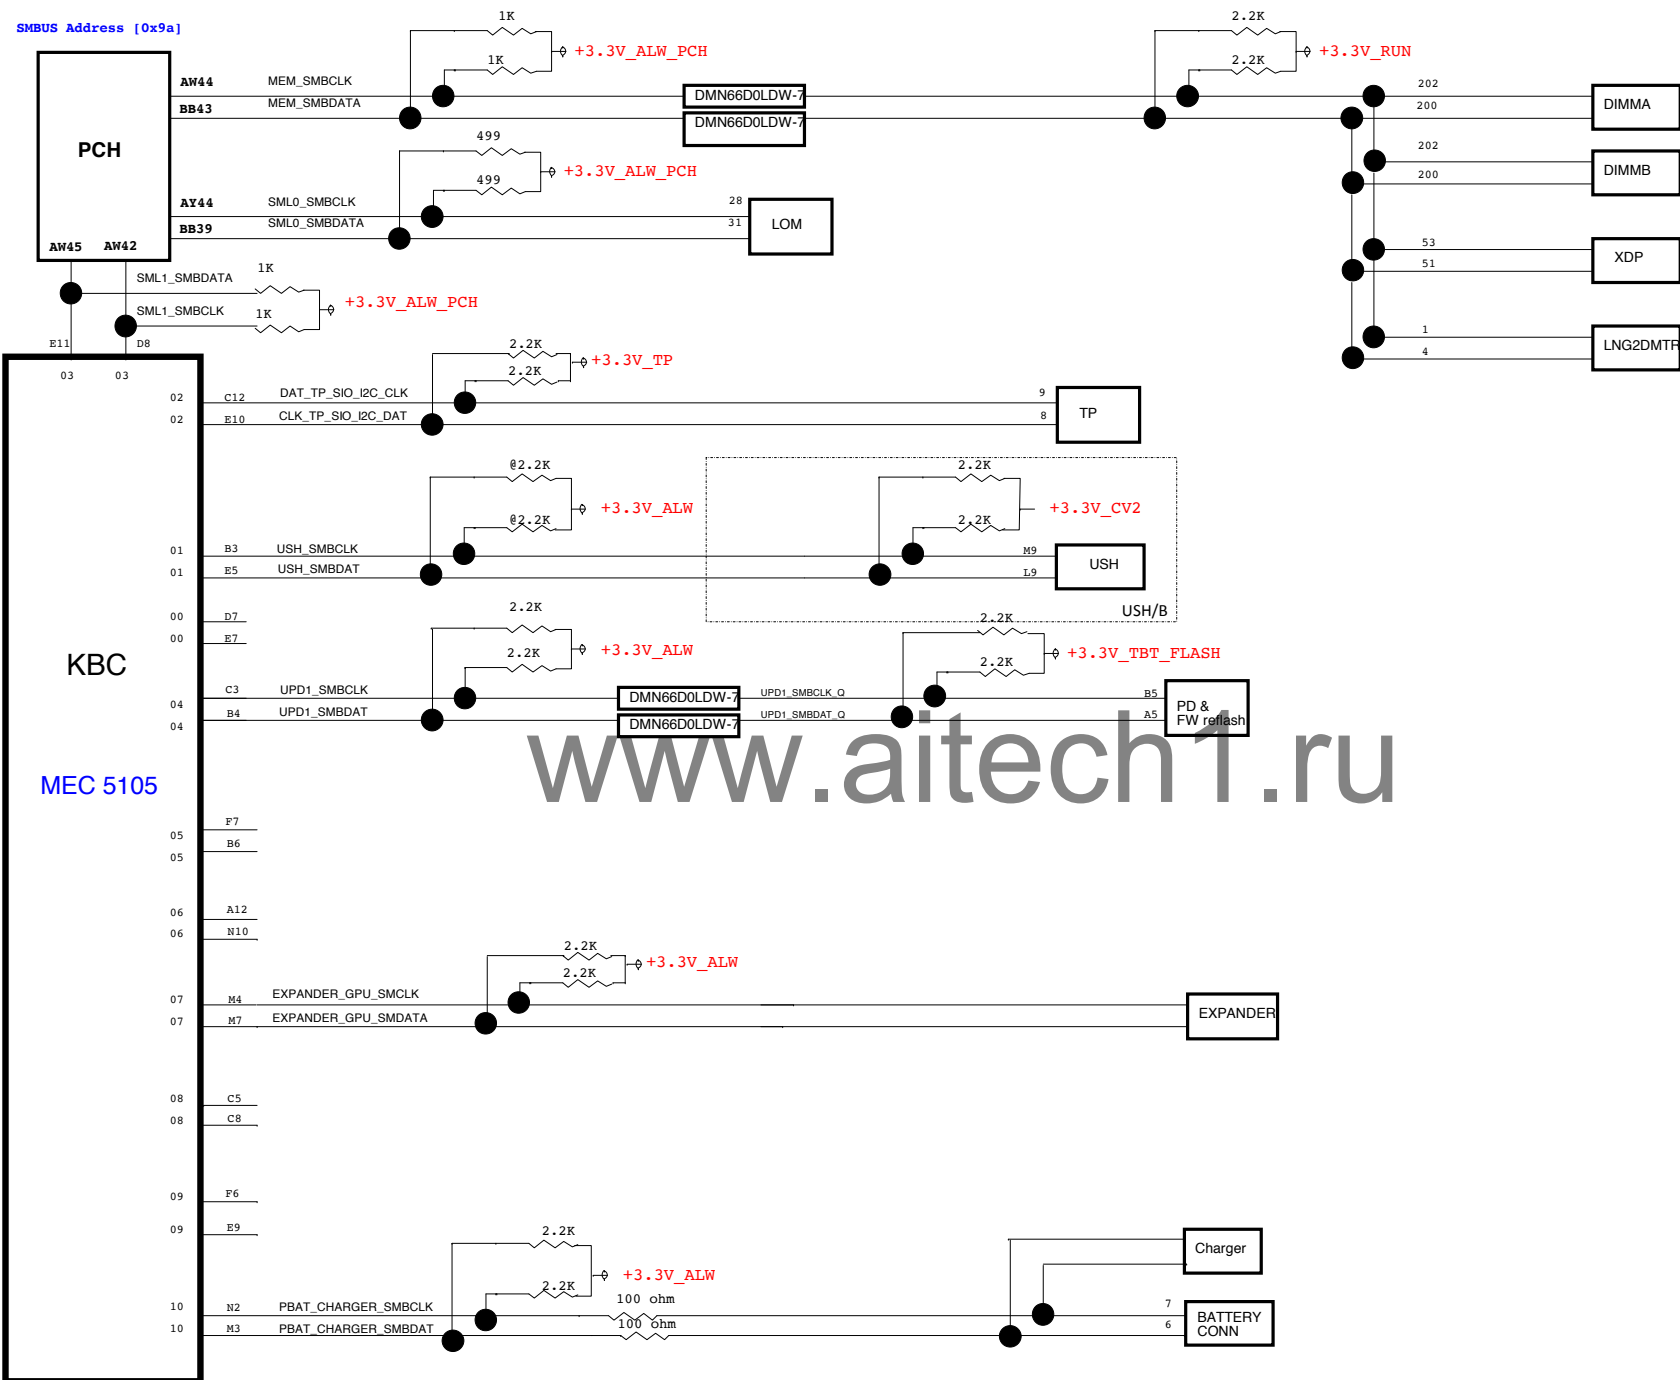 SMBUS Address [0x9a]
PCH
AW44
MEM_SMBCLK
BB43
MEM_SMBDATA
1K
1K
+3.3V_ALW_PCH
DMN66D0LDW-7
DMN66D0LDW-7
2.2K
2.2K
+3.3V_RUN
202
200
DIMMA
202
200
DIMMB
53
51
XDP
1
4
LNG2DMTR
499
499
+3.3V_ALW_PCH
AY44
SML0_SMBCLK
BB39
SML0_SMBDATA
28
31
LOM
AW45
AW42
SML1_SMBDATA
1K
SML1_SMBCLK
1K
+3.3V_ALW_PCH
E11
D8
03
03
2.2K
2.2K
+3.3V_TP
02
C12
DAT_TP_SIO_I2C_CLK
02
E10
CLK_TP_SIO_I2C_DAT
9
8
TP
@2.2K
@2.2K
+3.3V_ALW
2.2K
2.2K
+3.3V_CV2
01
B3
USH_SMBCLK
01
E5
USH_SMBDAT
M9
L9
USH
USH/B
00
D7
00
E7
KBC
2.2K
2.2K
+3.3V_ALW
2.2K
2.2K
+3.3V_TBT_FLASH
04
C3
UPD1_SMBCLK
04
B4
UPD1_SMBDAT
DMN66D0LDW-7
DMN66D0LDW-7
UPD1_SMBCLK_Q
UPD1_SMBDAT_Q
B5
A5
PD &
FW reflash
www.aitech1.ru
MEC 5105
05
F7
05
B6
06
A12
06
N10
2.2K
2.2K
+3.3V_ALW
07
M4
EXPANDER_GPU_SMCLK
07
M7
EXPANDER_GPU_SMDATA
EXPANDER
08
C5
08
C8
09
F6
09
E9
2.2K
2.2K
+3.3V_ALW
Charger
10
N2
PBAT_CHARGER_SMBCLK
10
M3
PBAT_CHARGER_SMBDAT
100 ohm
100 ohm
7
6
BATTERY
CONN